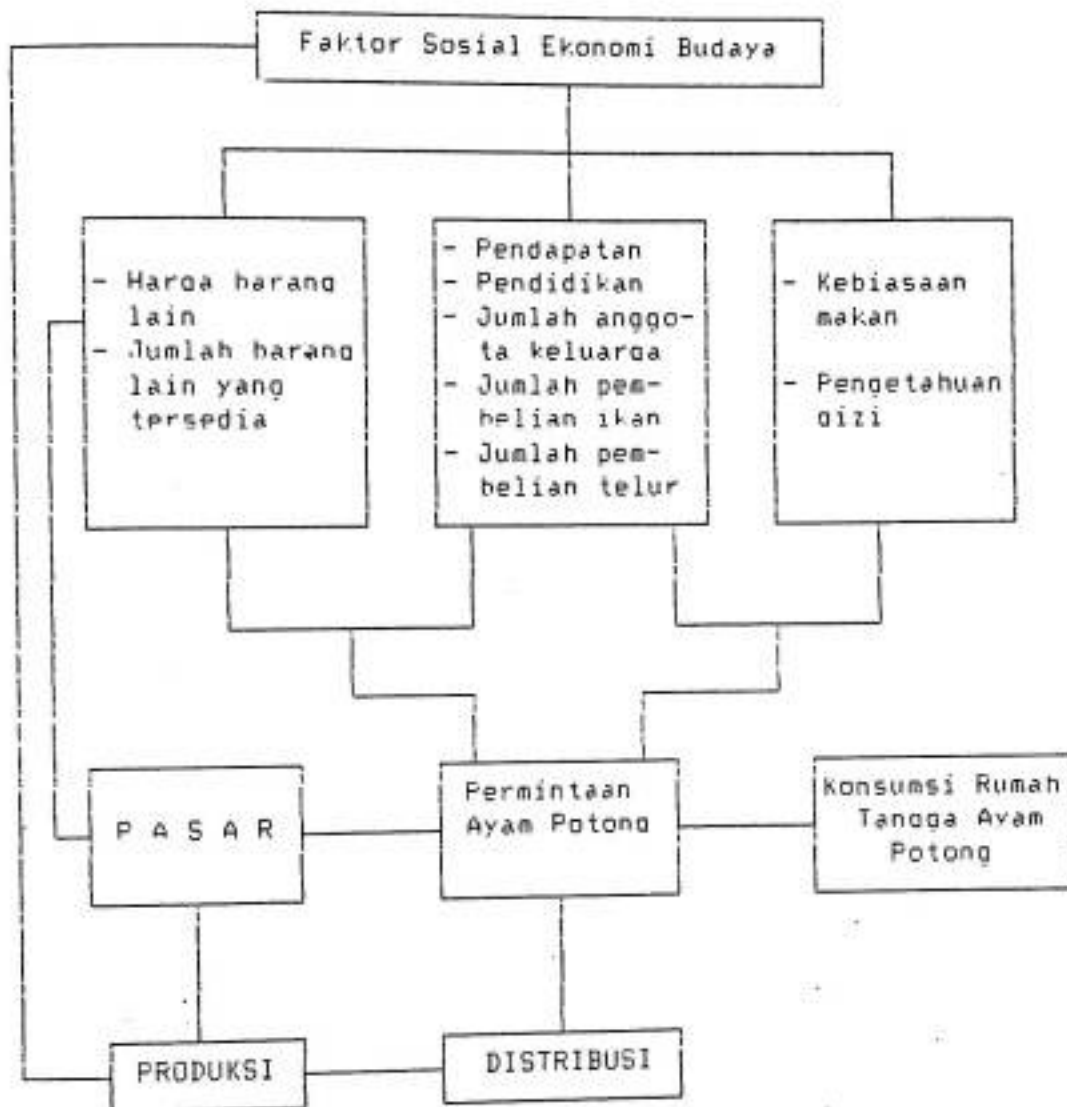 Faktor Sosial Ekonomi Budaya
- Harga barang
lain
- Jumlah barang
lain yang
tersedia
- Pendapatan
- Pendidikan
- Jumlah anggo-
ta keluarga
- Jumlah pem-
belian ikan
- Jumlah pem-
belian telur
- Kebiasaan
makan
- Pengetahuan
gizi
P A S A R
Permintaan
Ayam Potong
Konsumsi Rumah
Tangga Ayam
Potong
PRODUKSI
DISTRIBUSI